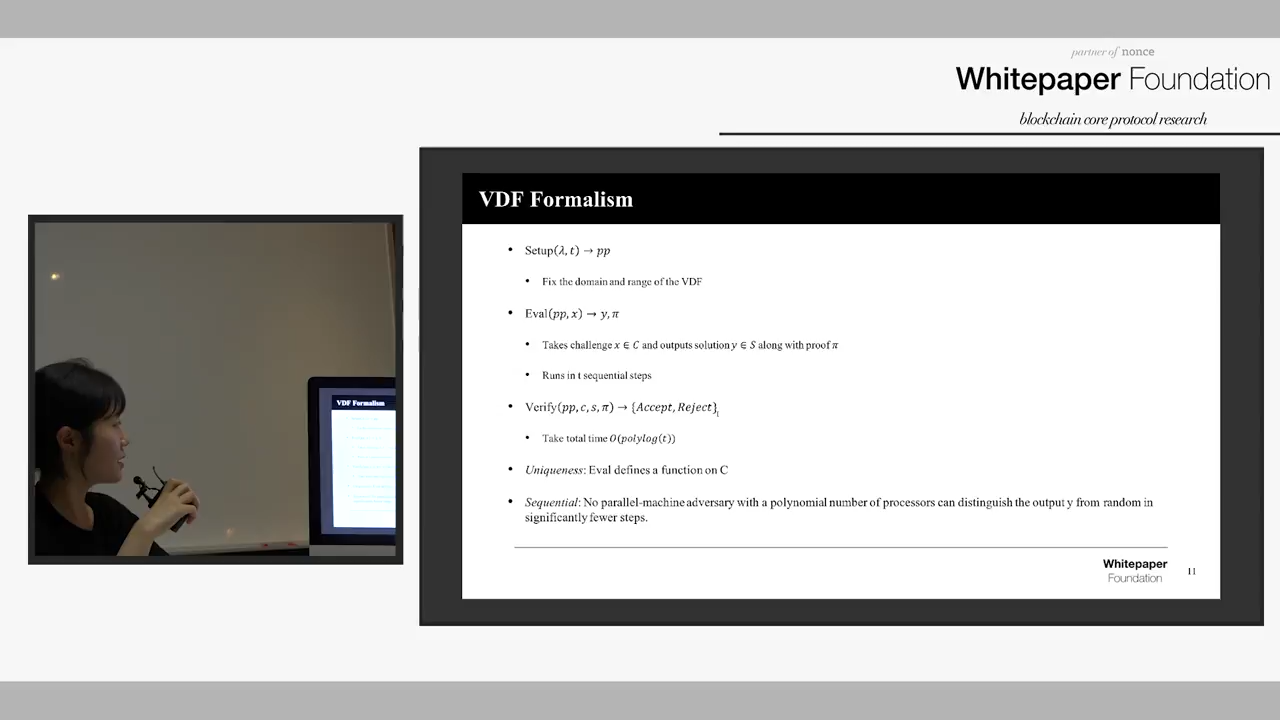 partner of nonce
Whitepaper Foundation
blockchain core protocol research
VDF Formalism
• Setup(λ, t) → pp
• Fix the domain and range of the VDF
• Eval(pp, x) → y, π
• Takes challenge x ∈ C and outputs solution y ∈ S along with proof π
• Runs in t sequential steps
• Verify(pp, c, s, π) → {Accept, Reject}
• Take total time O(polylog(t))
• Uniqueness: Eval defines a function on C
• Sequential: No parallel-machine adversary with a polynomial number of processors can distinguish the output y from random in
significantly fewer steps.
Whitepaper
Foundation
11
VDF Formalism